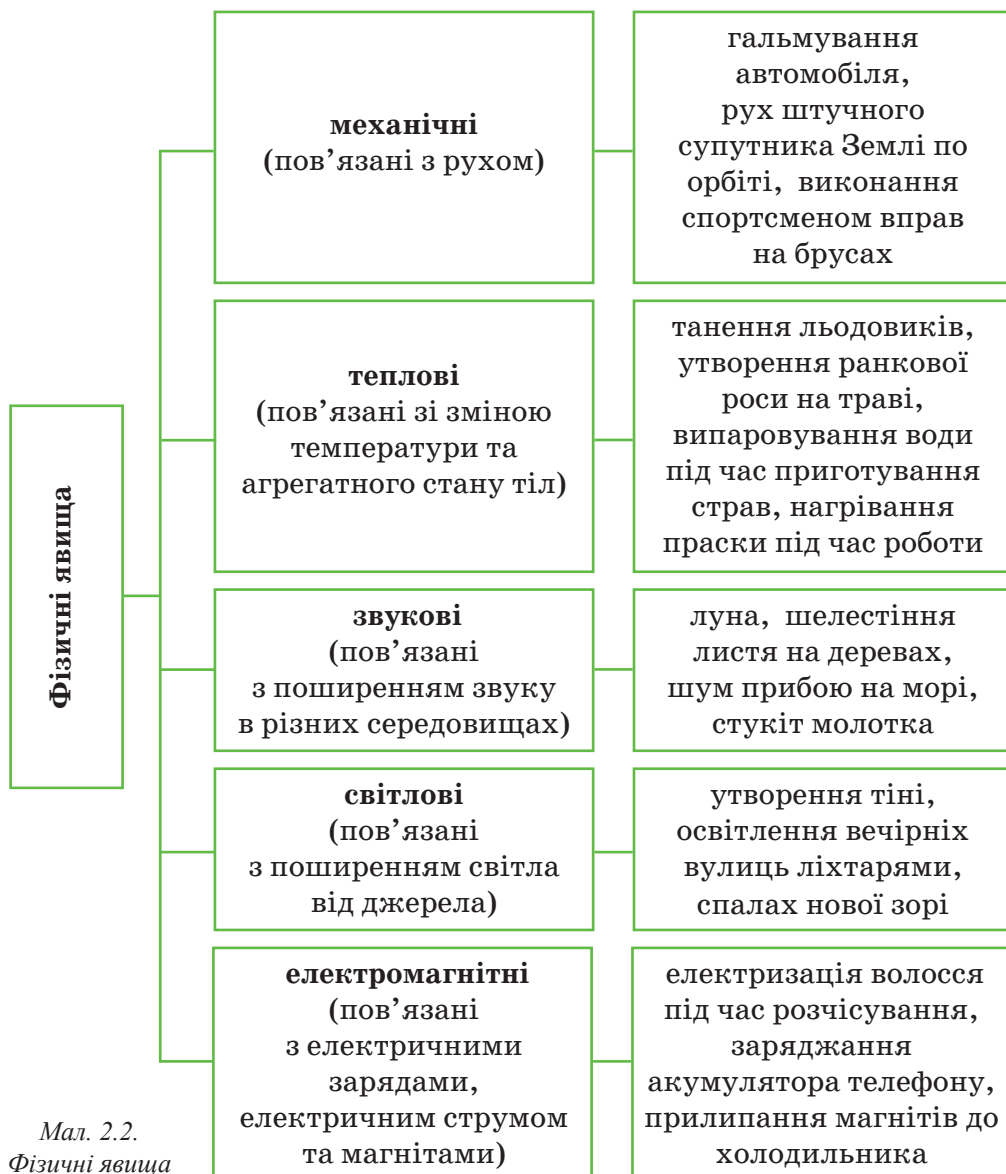 Фізичні явища
механічні
(пов’язані з рухом)
гальмування
автомобіля,
рух штучного
супутника Землі по
орбіті, виконання
спортсменом вправ
на брусах
теплові
(пов’язані зі зміною
температури та
агрегатного стану тіл)
танення льодовиків,
утворення ранкової
роси на траві,
випаровування води
під час приготування
страв, нагрівання
праски під час роботи
звукові
(пов’язані
з поширенням звуку
в різних середовищах)
луна, шелестіння
листя на деревах,
шум прибою на морі,
стукіт молотка
світлові
(пов’язані
з поширенням світла
від джерела)
утворення тіні,
освітлення вечірніх
вулиць ліхтарями,
спалах нової зорі
електромагнітні
(пов’язані
з електричними
зарядами,
електричним струмом
та магнітами)
електризація волосся
під час розчісування,
заряджання
акумулятора телефону,
прилипання магнітів до
холодильника
Мал. 2.2.
Фізичні явища